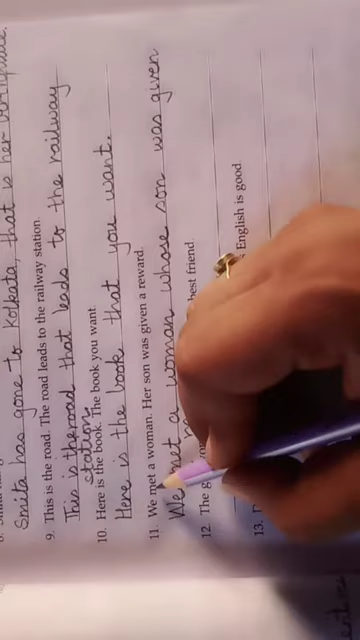 Smita has gone to Kolkata, that is her birthplace.
9. This is the road. The road leads to the railway station.
This is the road that leads to the railway
station.
10. Here is the book. The book you want.
Here is the book that you want.
11. We met a woman. Her son was given a reward.
We met a woman whose son was given
12. The best friend.
13. English is good